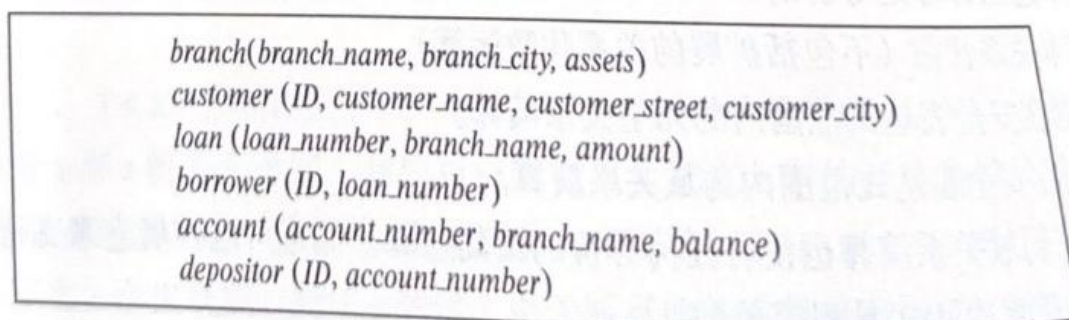 branch(branch_name, branch_city, assets)
customer (ID, customer_name, customer_street, customer_city)
loan (loan_number, branch_name, amount)
borrower (ID, loan_number)
account (account_number, branch_name, balance)
depositor (ID, account_number)